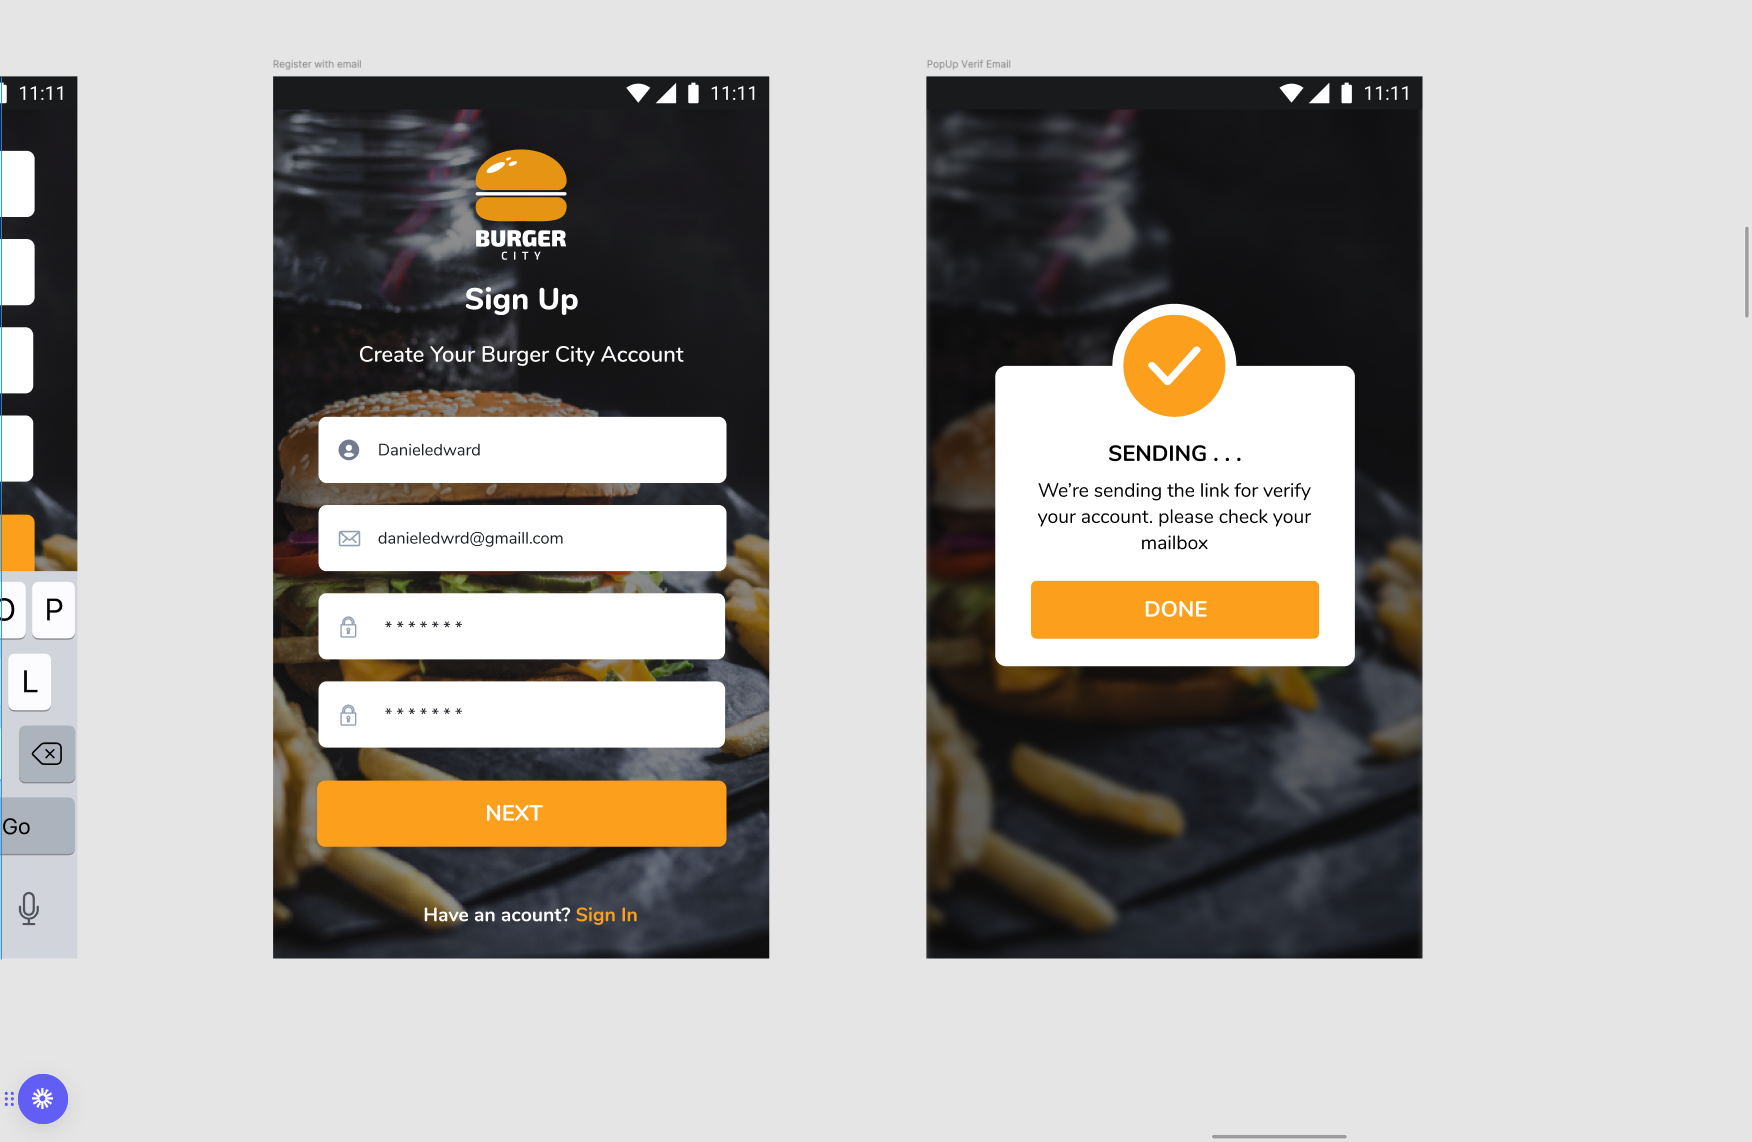 Register with email
PopUp Verif Email
11:11
11:11
11:11
BURGER
CITY
Sign Up
Create Your Burger City Account
Danieledward
danieledwrd@gmaill.com
*******
*******
NEXT
Have an acount? Sign In
SENDING . . .
We're sending the link for verify
your account. please check your
mailbox
DONE
P
L
Go